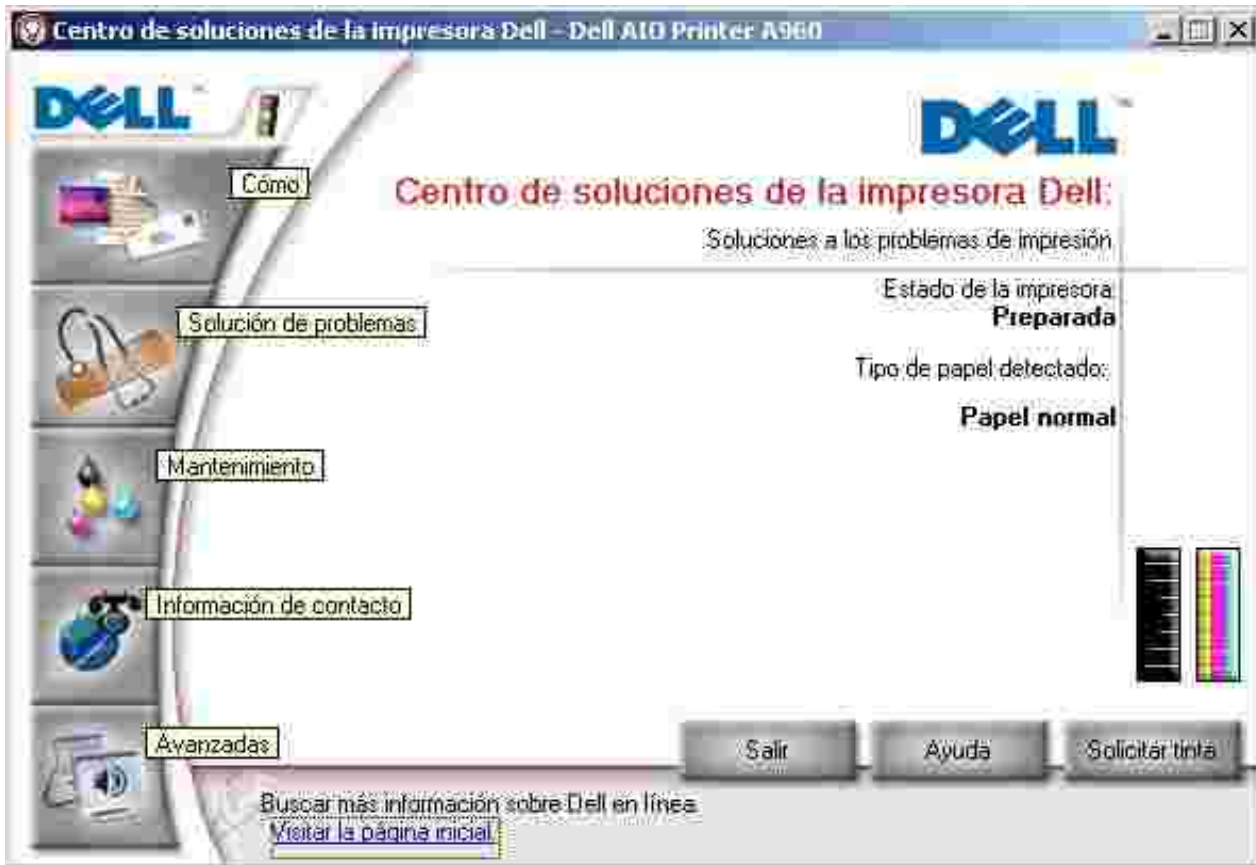 Centro de soluciones de la impresora Dell - Dell AIO Printer A960
DELL
DELL
Cómo
Centro de soluciones de la impresora Dell:
Soluciones a los problemas de impresión
Estado de la impresora:
Preparada
Solución de problemas
Tipo de papel detectado:
Papel normal
Mantenimiento
Información de contacto
Avanzadas
Salir
Ayuda
Solicitar tinta
Buscar más información sobre Dell en línea:
Visitar la página inicial.